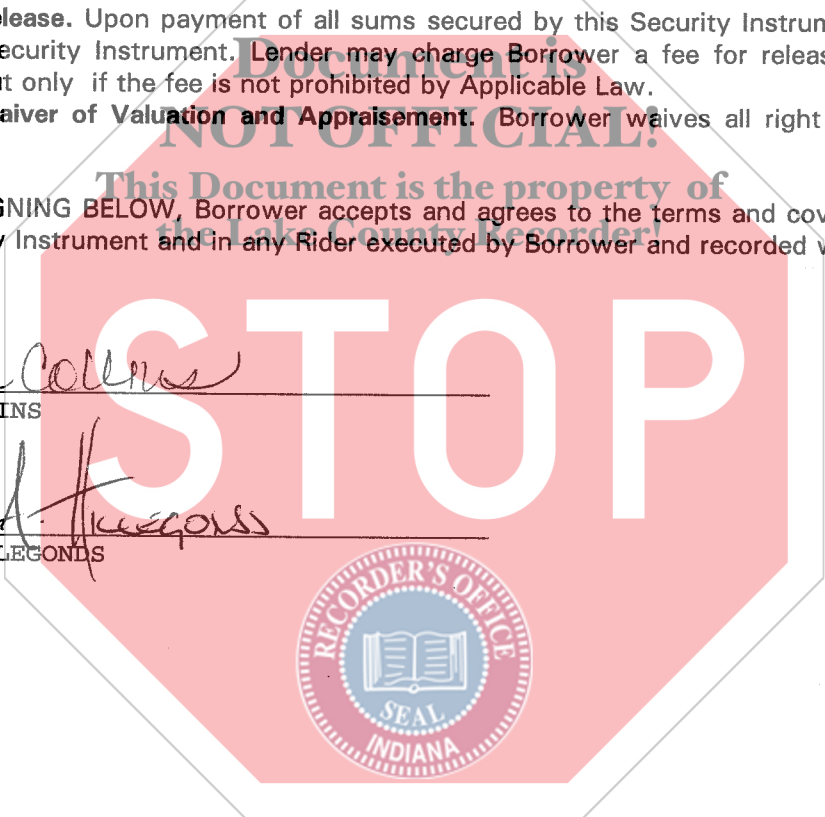 elease. Upon payment of all sums secured by this Security Instrum
ecurity Instrument. Lender may charge Borrower a fee for releas
t only if the fee is not prohibited by Applicable Law.
aiver of Valuation and Appraisement. Borrower waives all right
Document is
NOT OFFICIAL!
This Document is the property of
the Lake County Recorder!
GNING BELOW, Borrower accepts and agrees to the terms and cov
y Instrument and in any Rider executed by Borrower and recorded v
STOP
Collins
INS
A. Hillegonds
LEGONDS
RECORDER'S OFFICE
SEAL
INDIANA